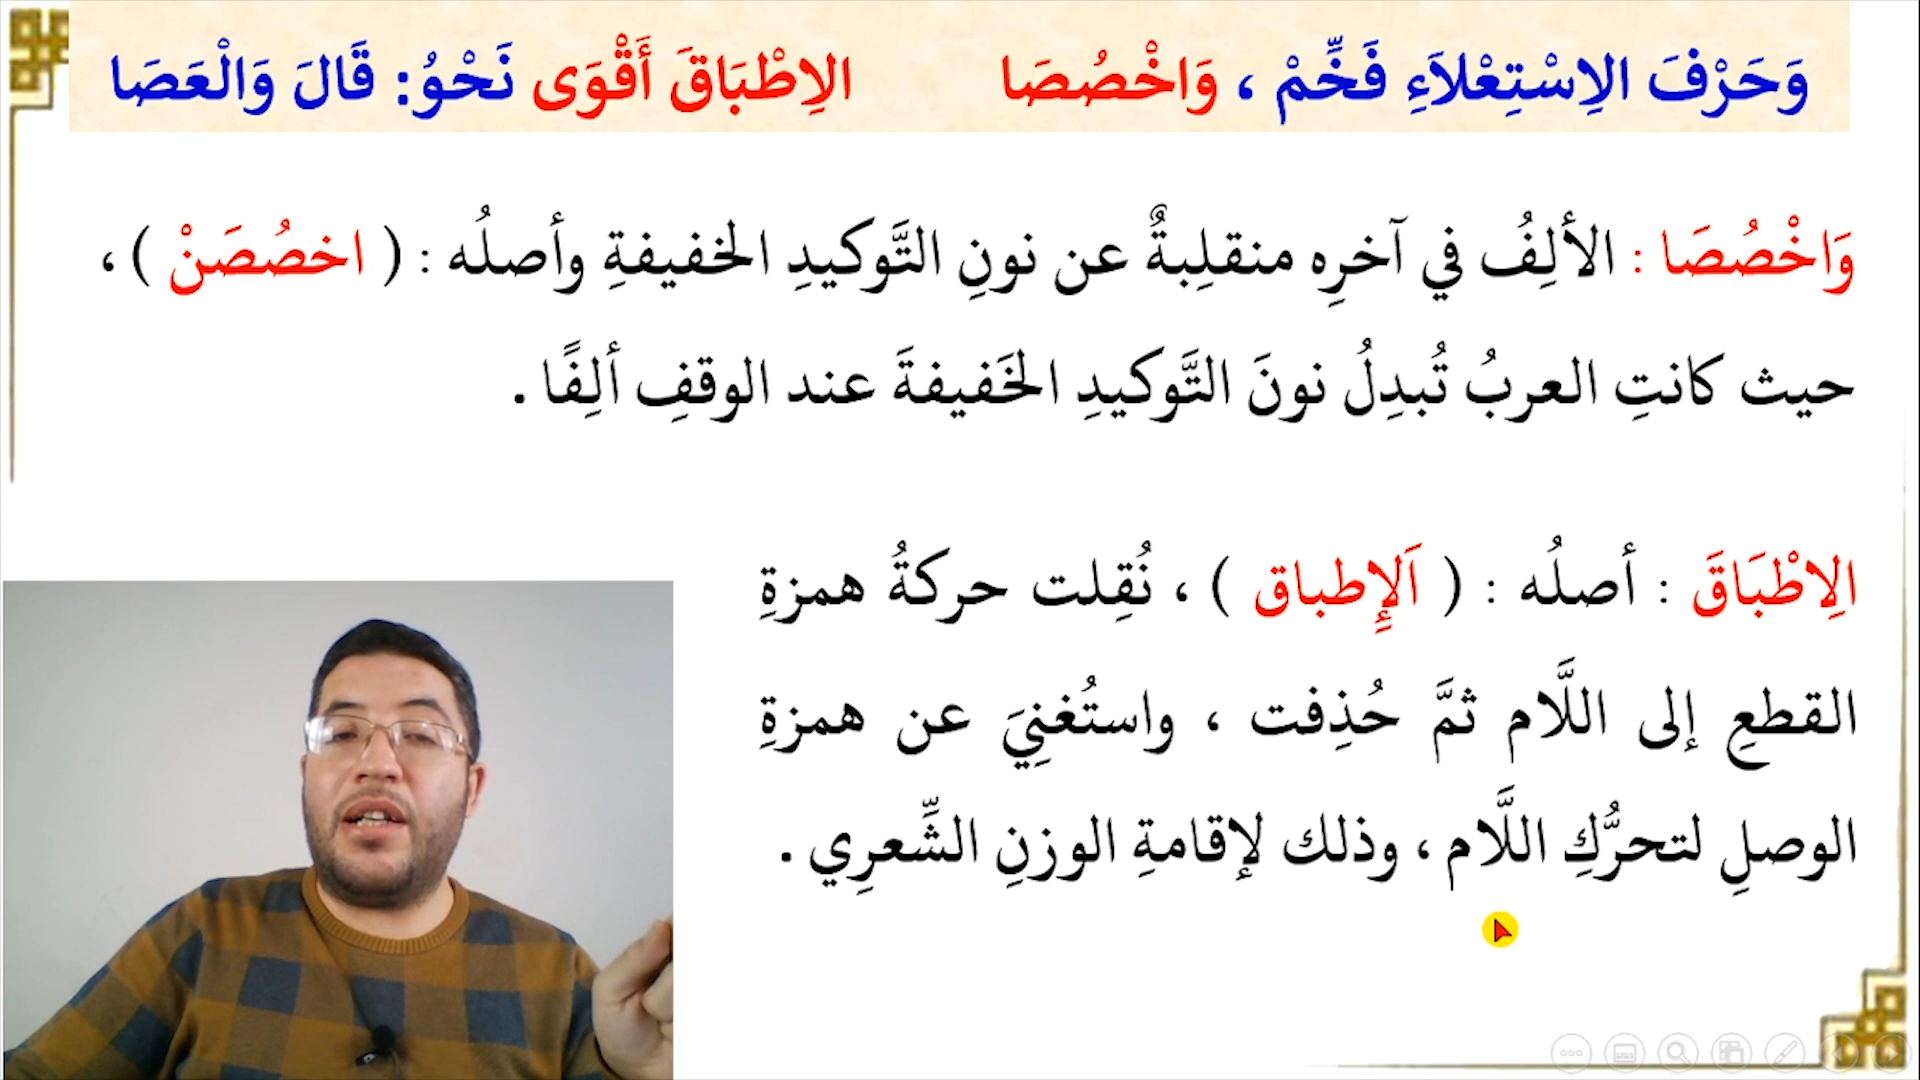 وَحَرْفَ الِاسْتِعْلَاءِ فَخِّمْ ، وَاخْصُصَا الِاطْبَاقَ أَقْوَى نَحْوُ: قَالَ وَالْعَصَا
وَاخْصُصَا : الألِفُ في آخرِه منقلِبةٌ عن نونِ التَّوكيدِ الخفيفةِ وأصلُه : ( اخصُصَنْ ) ،
حيث كانتِ العربُ تُبدِلُ نونَ التَّوكيدِ الخَفيفةَ عند الوقفِ ألِفًا .
الِاطْبَاقَ : أصلُه : ( اَلإِطباق ) ، نُقِلت حركةُ همزةِ
القطعِ إلى اللَّام ثمَّ حُذِفت ، واستُغنِيَ عن همزةِ
الوصلِ لتحرُّكِ اللَّام ، وذلك لإقامةِ الوزنِ الشِّعرِي .